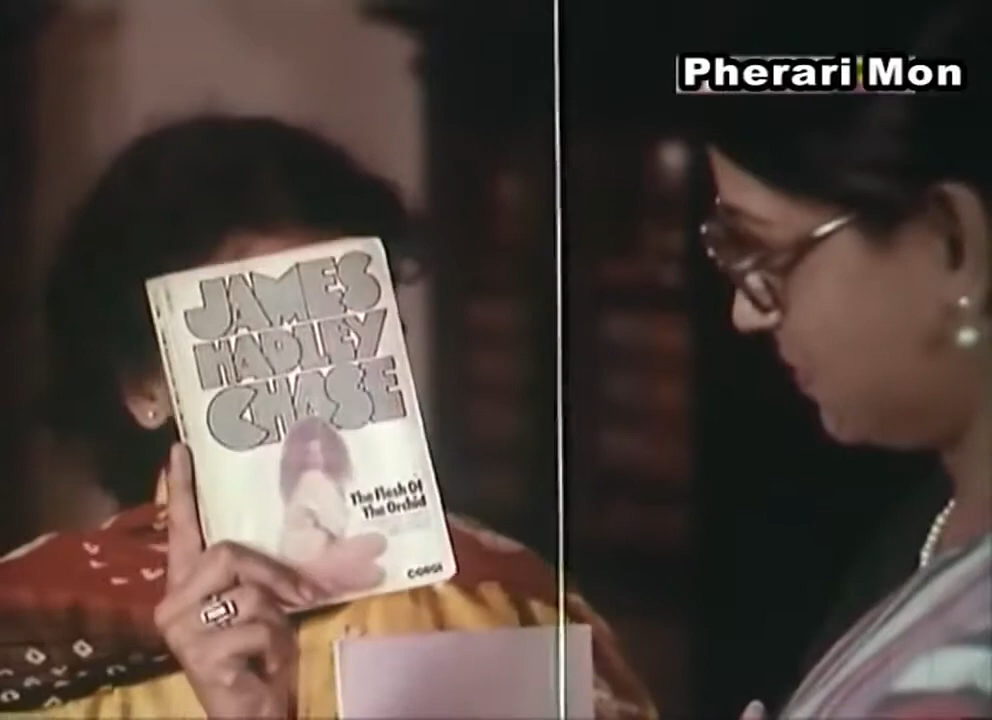 Pherari Mon
JAMES
HADLEY
CHASE
The Flesh Of
The Orchid
CORGI